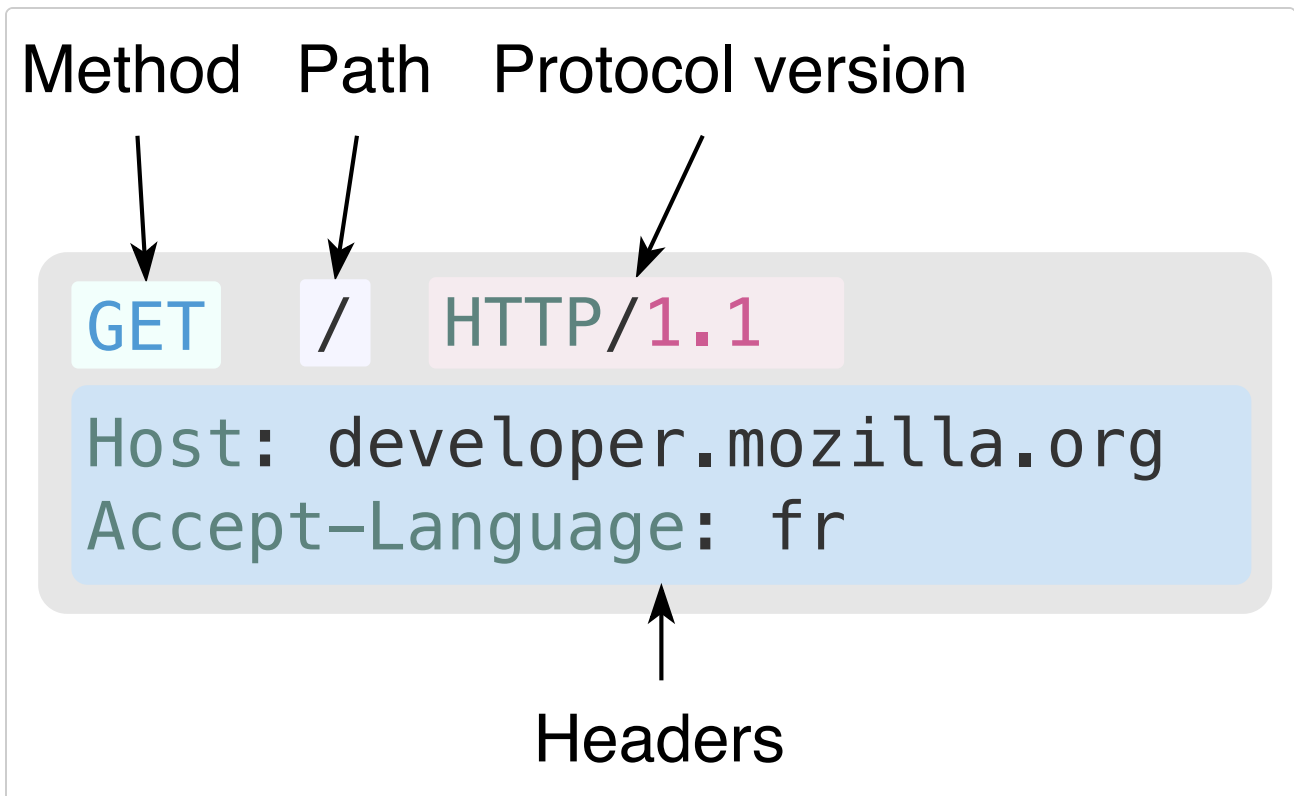 Method Path Protocol version
GET / HTTP/1.1
Host: developer.mozilla.org
Accept-Language: fr
Headers